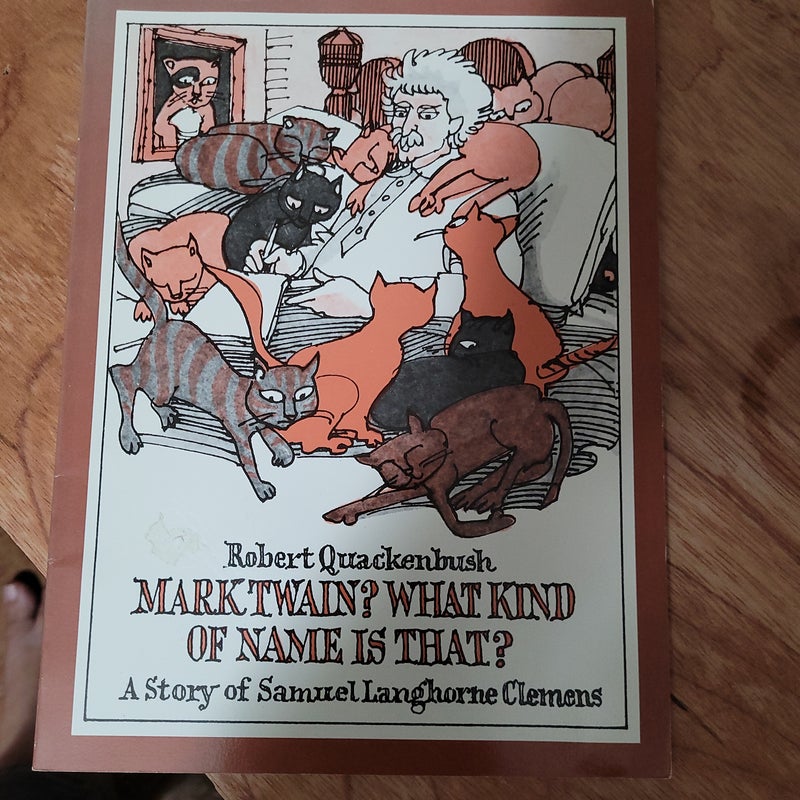 Robert Quackenbush
MARK TWAIN? WHAT KIND
OF NAME IS THAT?
A Story of Samuel Langhorne Clemens